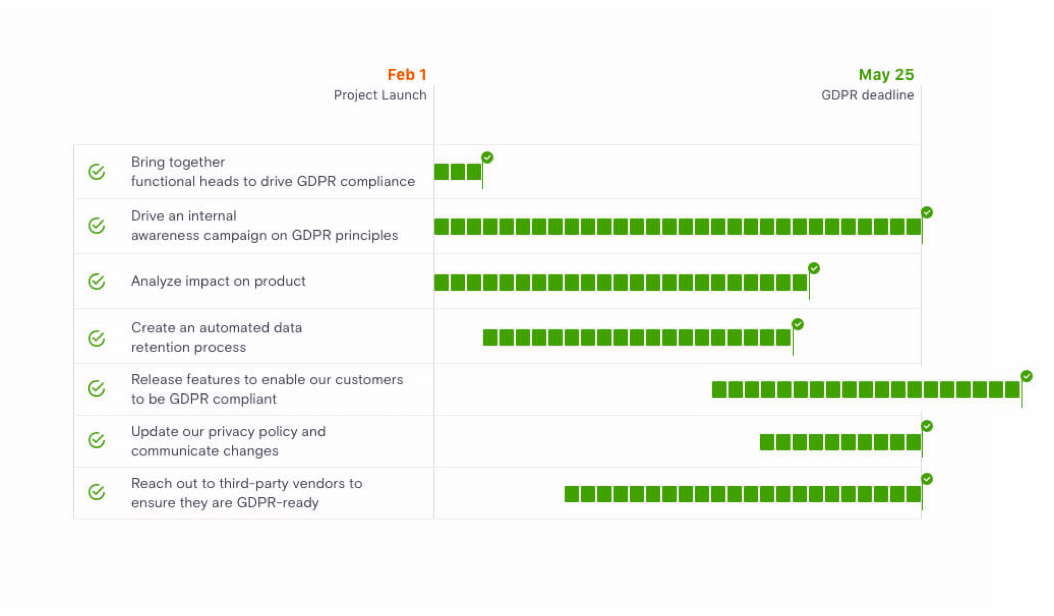 Feb 1
Project Launch
May 25
GDPR deadline
Bring together
functional heads to drive GDPR compliance
Drive an internal
awareness campaign on GDPR principles
Analyze impact on product
Create an automated data
retention process
Release features to enable our customers
to be GDPR compliant
Update our privacy policy and
communicate changes
Reach out to third-party vendors to
ensure they are GDPR-ready